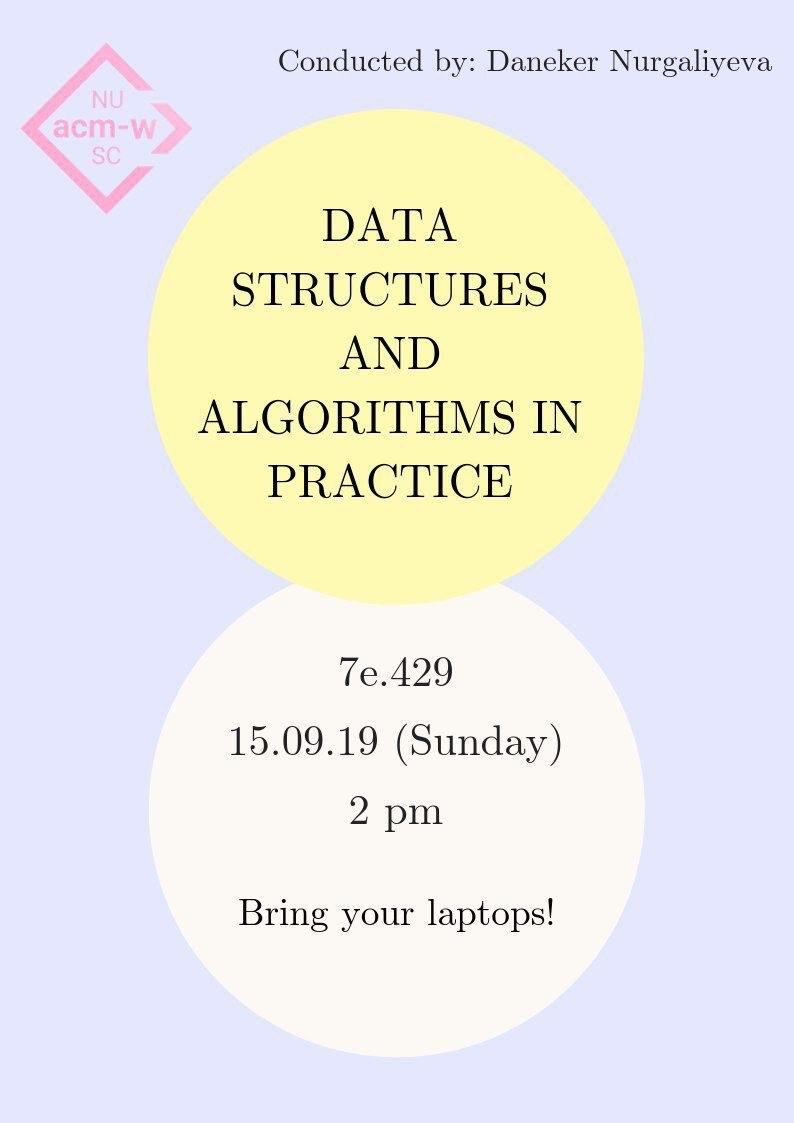 Conducted by: Daneker Nurgaliyeva
NU
acm-w
SC
DATA
STRUCTURES
AND
ALGORITHMS IN
PRACTICE
7e.429
15.09.19 (Sunday)
2 pm
Bring your laptops!